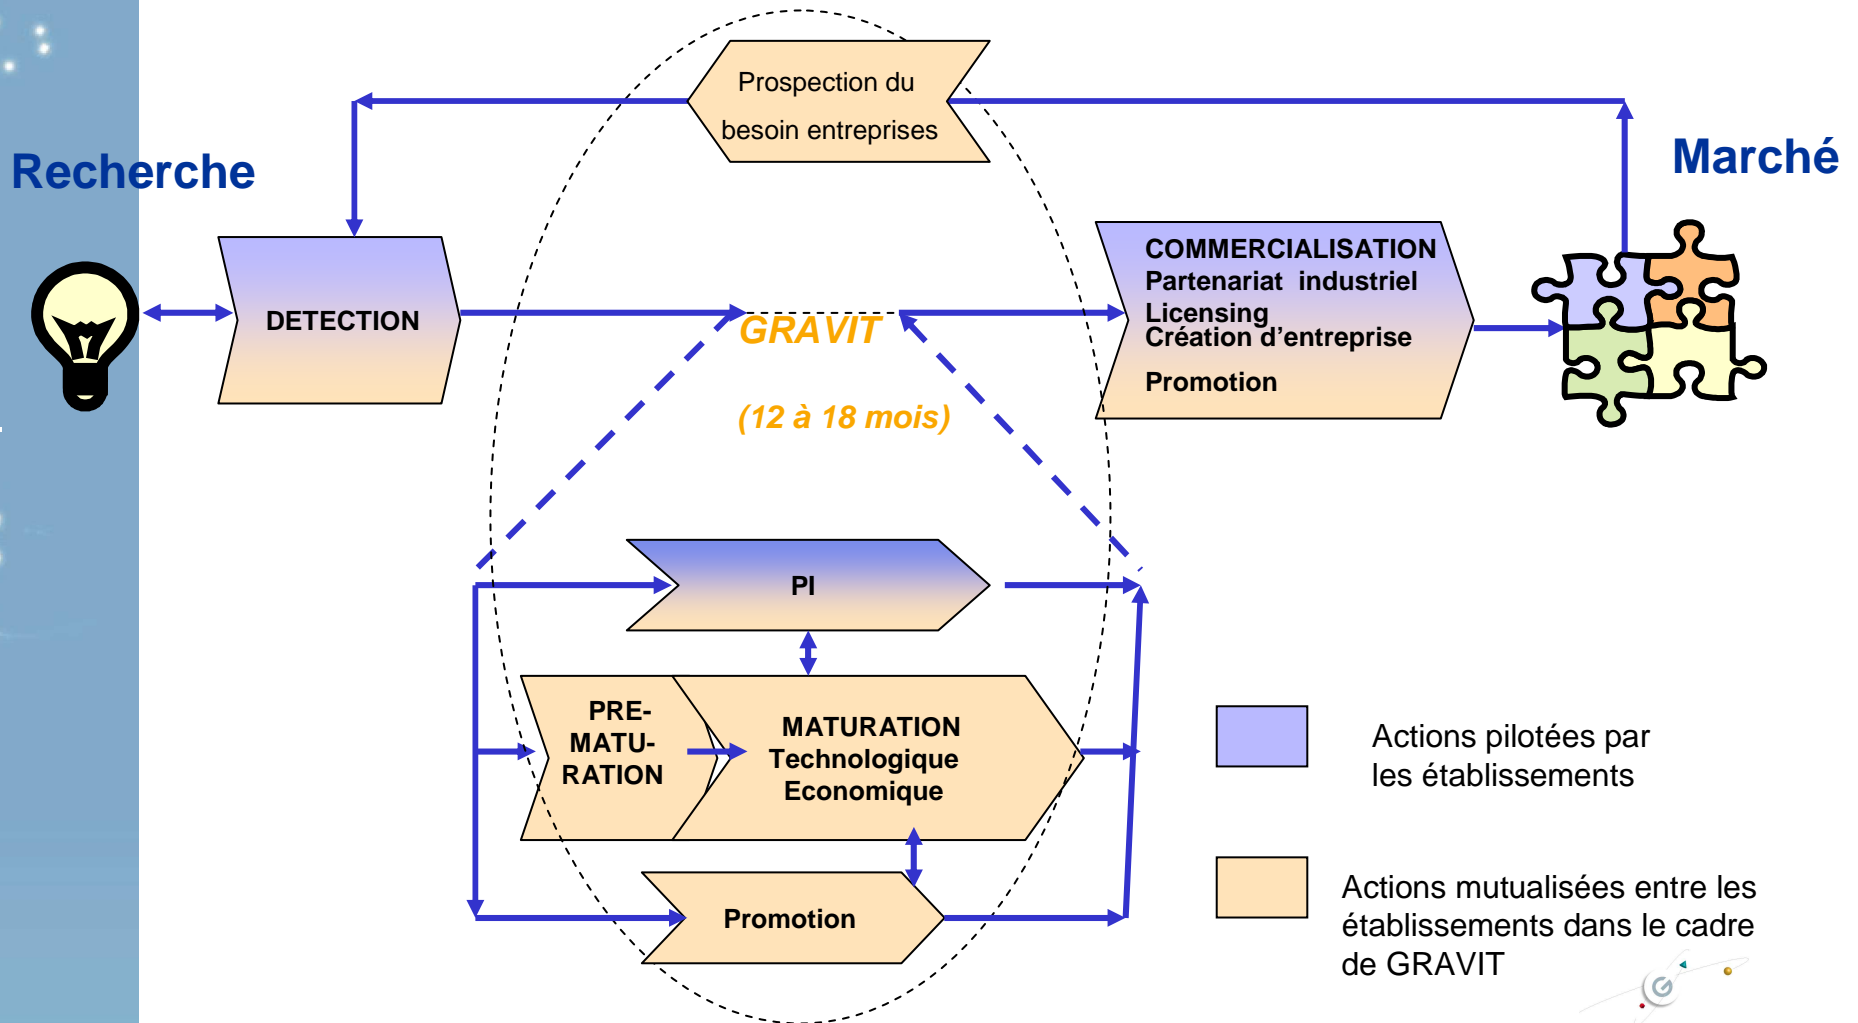 Prospection du
besoin entreprises
Recherche
Marché
DETECTION
GRAVIT
(12 à 18 mois)
COMMERCIALISATION
Partenariat industriel
Licensing
Création d’entreprise
Promotion
PI
PRE-
MATU-
RATION
MATURATION
Technologique
Economique
Promotion
Actions pilotées par
les établissements
Actions mutualisées entre les
établissements dans le cadre
de GRAVIT
G